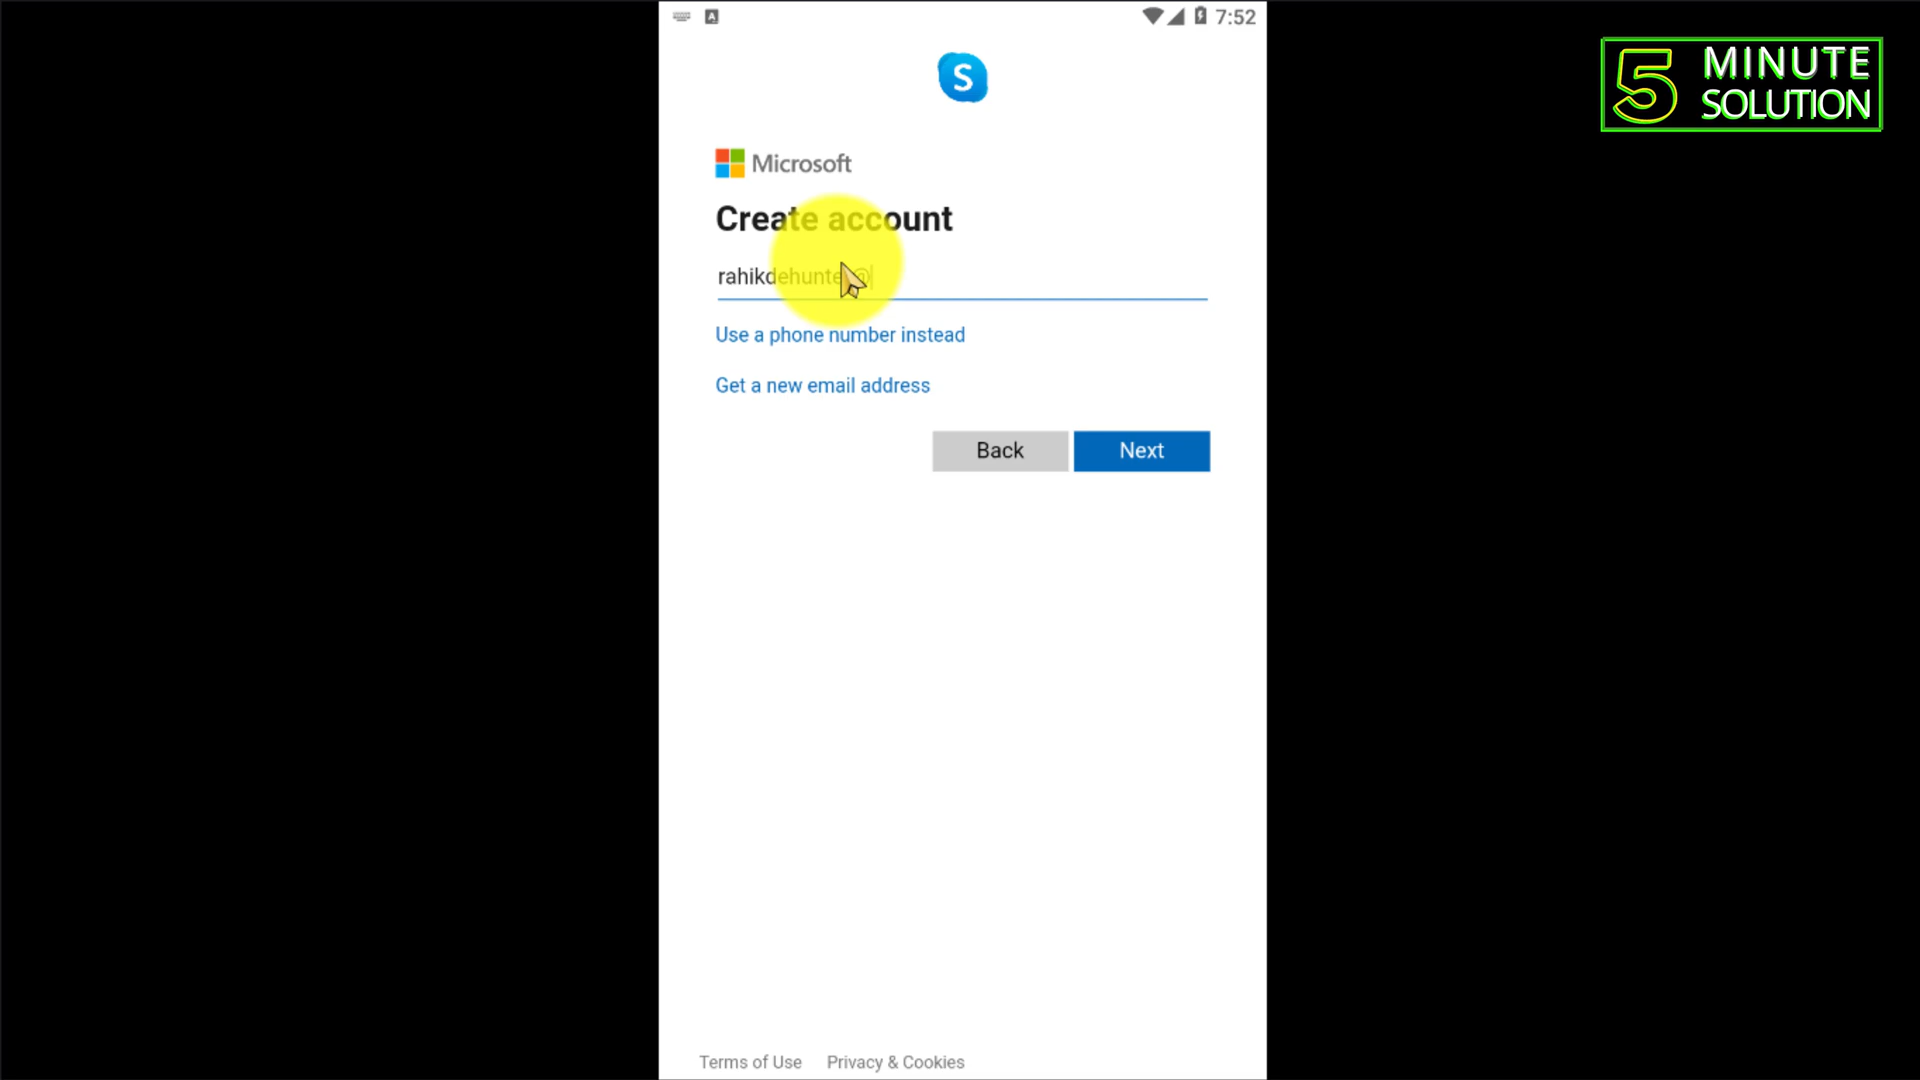 7:52
S
5 MINUTE
SOLUTION
Microsoft
Create account
Use a phone number instead
Get a new email address
Back Next
Terms of Use Privacy & Cookies